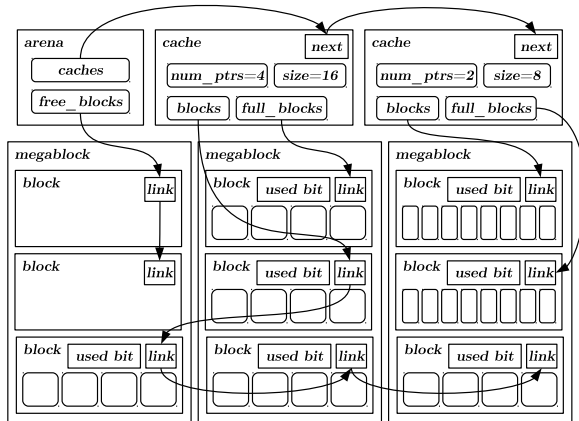 arena
caches
free_blocks
cache
next
num_ptrs=4 size=16
blocks full_blocks
cache
next
num_ptrs=2 size=8
blocks full_blocks
megablock
block link
block link
block used bit link
megablock
block used bit link
block used bit link
block used bit link
megablock
block used bit link
block used bit link
block used bit link